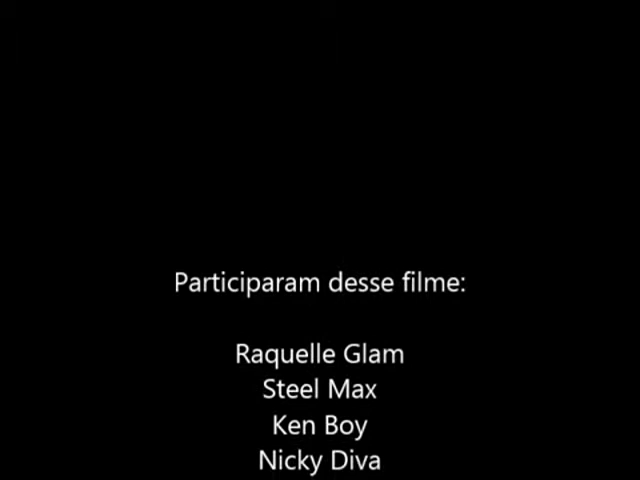 Participaram desse filme:
Raquelle Glam
Steel Max
Ken Boy
Nicky Diva